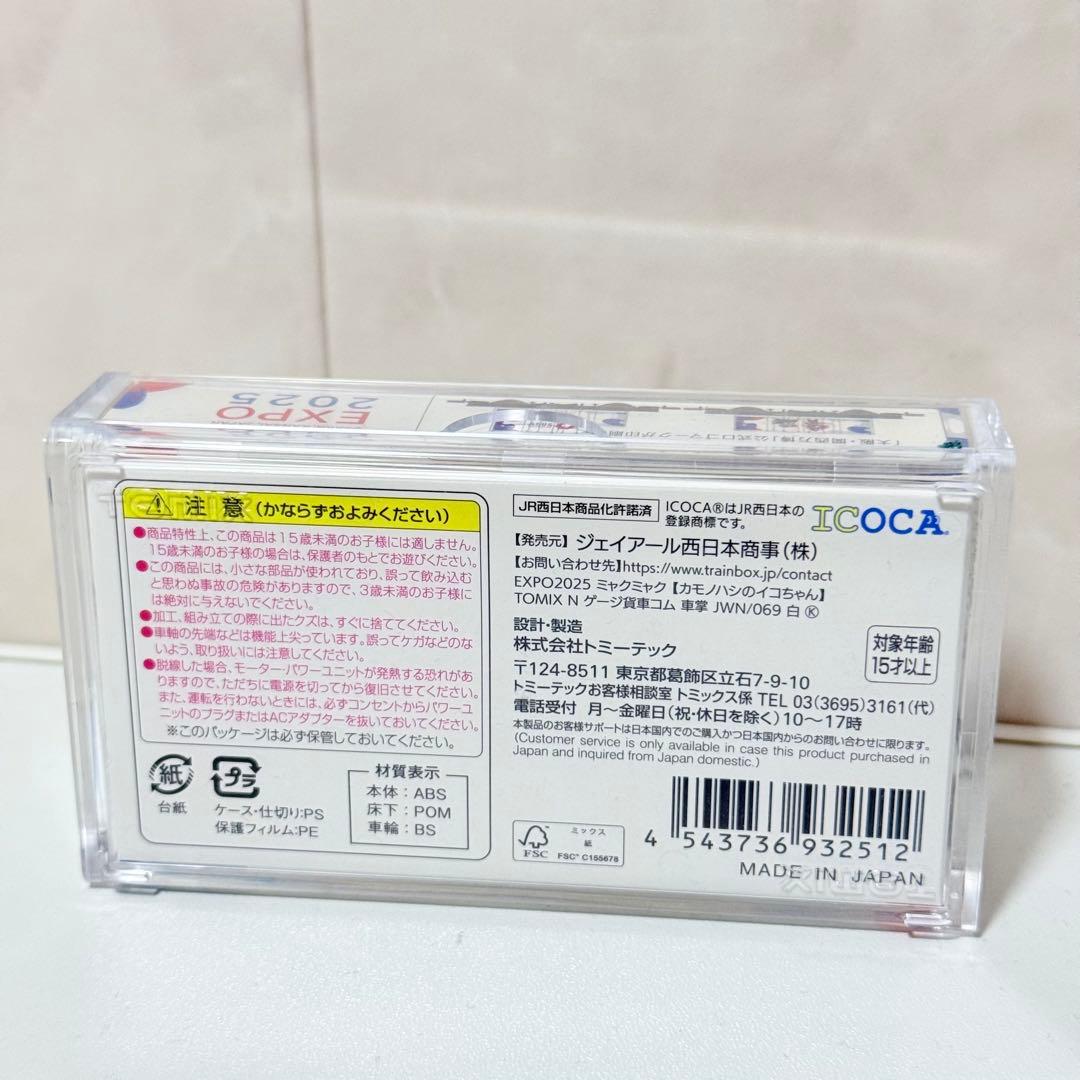 EXPO
2025
「大阪・関西万博」公式ロゴマークが印刷
TOMIX
注意(かならずおよみください)
●商品特性上、この商品は15歳未満のお子様には適しません。
15歳未満のお子様の場合は、保護者のもとでお遊びください。
●この商品には、小さな部品が使われており、誤って飲み込む
と思わぬ事故の危険がありますので、3歳未満のお子様に
は絶対に与えないでください。
●加工、組み立ての際に出たクズは、すぐに捨ててください。
●車軸の先端などは機能上尖っています。誤ってケガなどのな
いよう、取り扱いには注意してください。
●脱線した場合、モーター・パワーユニットが発熱する恐れがあ
りますので、ただちに電源を切ってから復旧させてください。
また、運転を行わないときには、必ずコンセントからパワーユ
ニットのプラグまたはACアダプターを抜いておいてください。
※このパッケージは必ず保管しておいてください。
紙
台紙
プラ
ケース・仕切り:PS
保護フィルム:PE
材質表示
本体:ABS
床下:POM
車輪:BS
JR西日本商品化許諾済
ICOCA®はJR西日本の
登録商標です。
ICOCA
【発売元】ジェイアール西日本商事(株)
【お問い合わせ先】https://www.trainbox.jp/contact
EXPO2025 ミャクミャク【カモノハシのイコちゃん】
TOMIX N ゲージ貨車コム 車掌 JWN/069 白 Ⓚ
設計・製造
株式会社トミーテック
〒124-8511 東京都葛飾区立石7-9-10
トミーテックお客様相談室 トミックス係 TEL 03(3695)3161(代)
電話受付 月〜金曜日(祝・休日を除く)10〜17時
対象年齢
15才以上
本製品のお客様サポートは日本国内でのご購入かつ日本国内からのお問い合わせに限ります。
(Customer service is only available in case this product purchased in
Japan and inquired from Japan domestic.)
FSC
ミックス
紙
FSC® C155678
4 543736 932512
MADE IN JAPAN
TOMIX